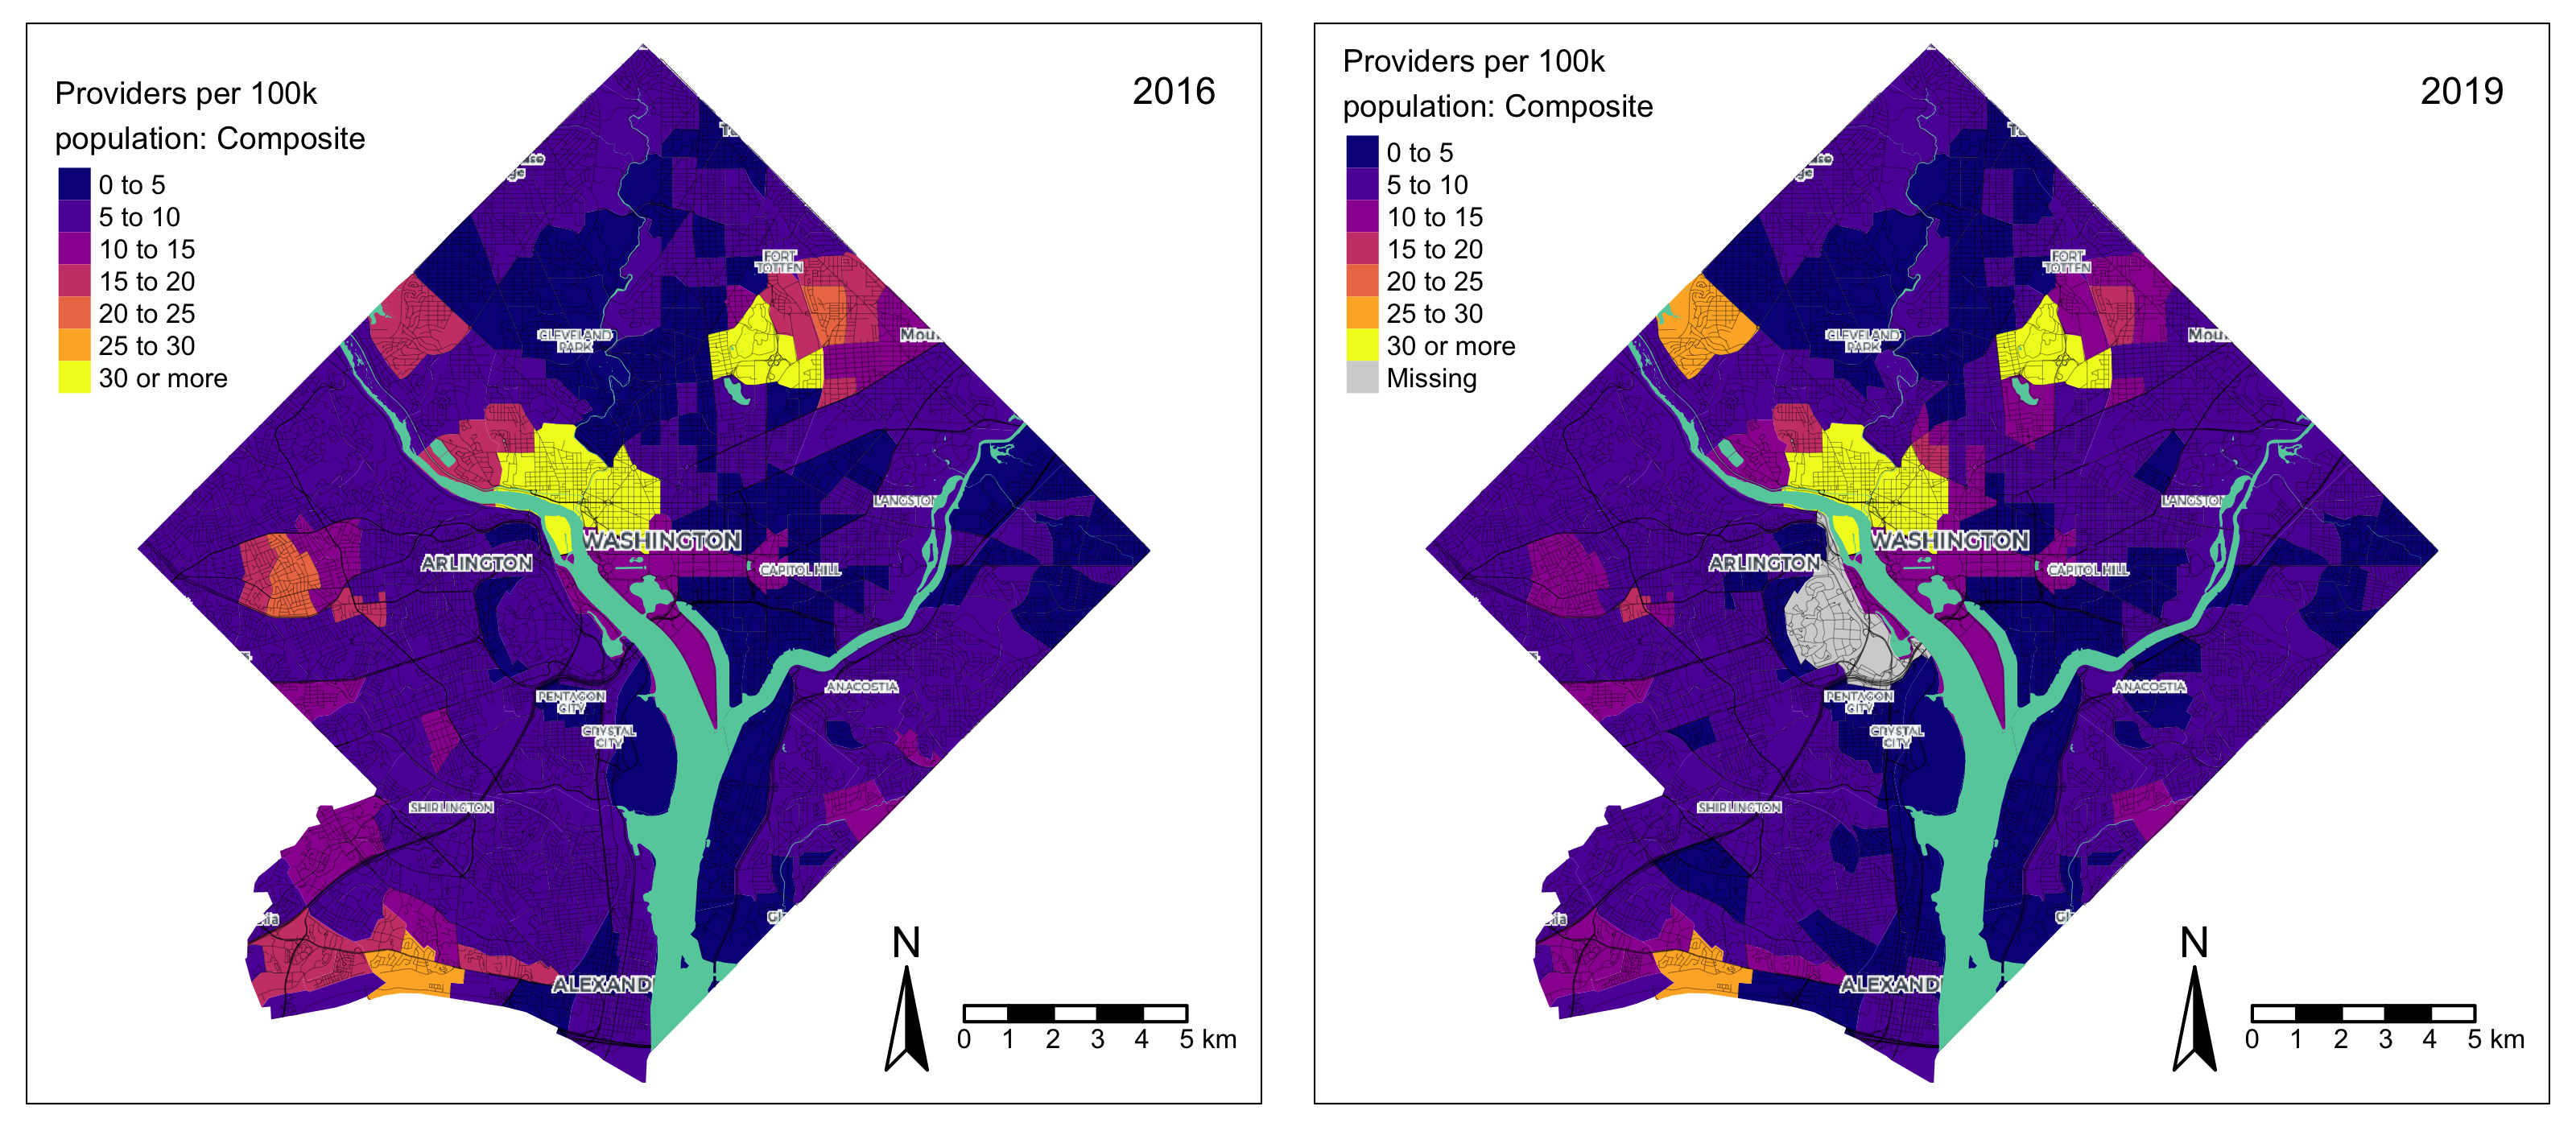 Providers per 100k
population: Composite
0 to 5
5 to 10
10 to 15
15 to 20
20 to 25
25 to 30
30 or more
2016
FORT
TOTTEN
CLEVELAND
PARK
Mou
LANGSTON
WASHINGTON
ARLINGTON
CAPITOL HILL
ANACOSTIA
PENTAGON
CITY
CRYSTAL
CITY
SHIRLINGTON
ALEXAND
N
0 1 2 3 4 5 km
Providers per 100k
population: Composite
0 to 5
5 to 10
10 to 15
15 to 20
20 to 25
25 to 30
30 or more
Missing
2019
FORT
TOTTEN
CLEVELAND
PARK
Mou
LANGSTON
WASHINGTON
ARLINGTON
CAPITOL HILL
ANACOSTIA
PENTAGON
CITY
CRYSTAL
CITY
SHIRLINGTON
ALEXAND
N
0 1 2 3 4 5 km